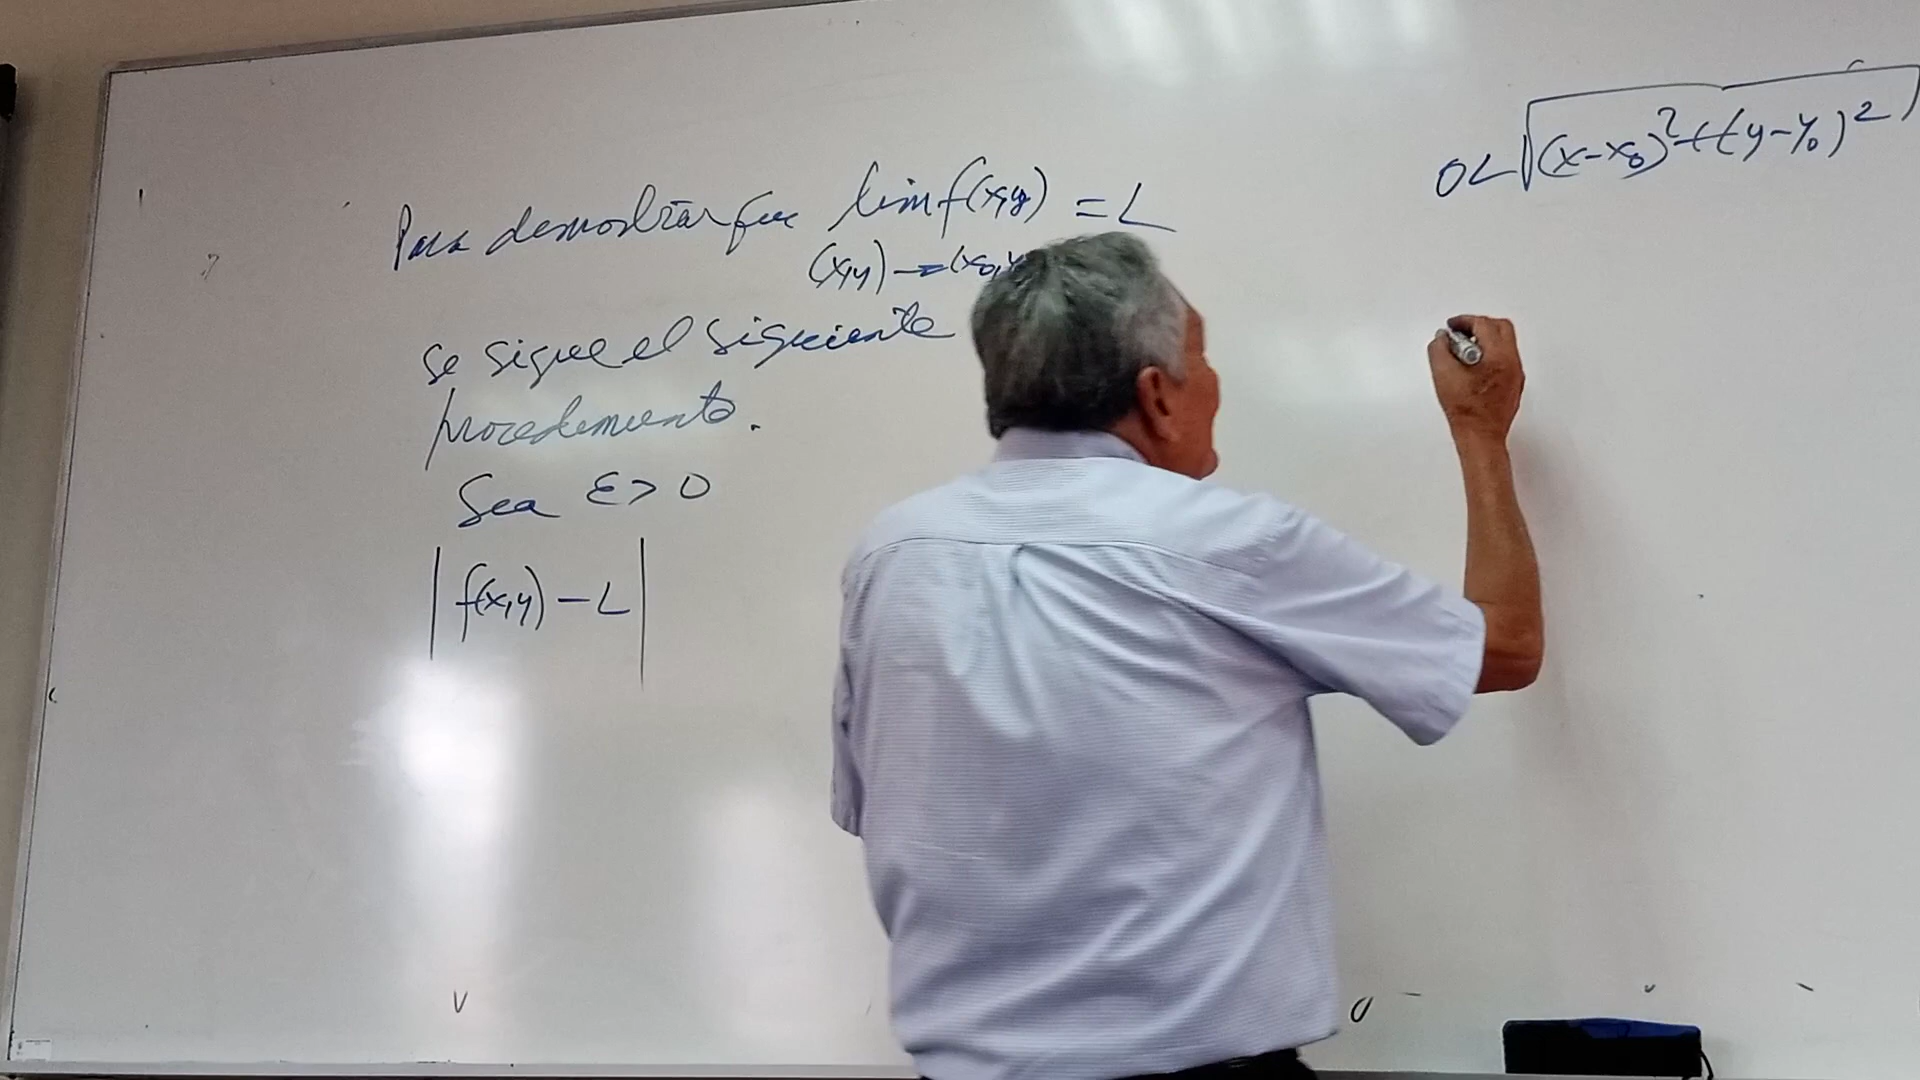 Para demostrar que lim f(x,y) = L
(x,y) → (x₀,y
se sigue el siguiente
procedimiento.
Sea ε > 0
|f(x,y) - L|
0 < √((x-x₀)² + (y-y₀)²)